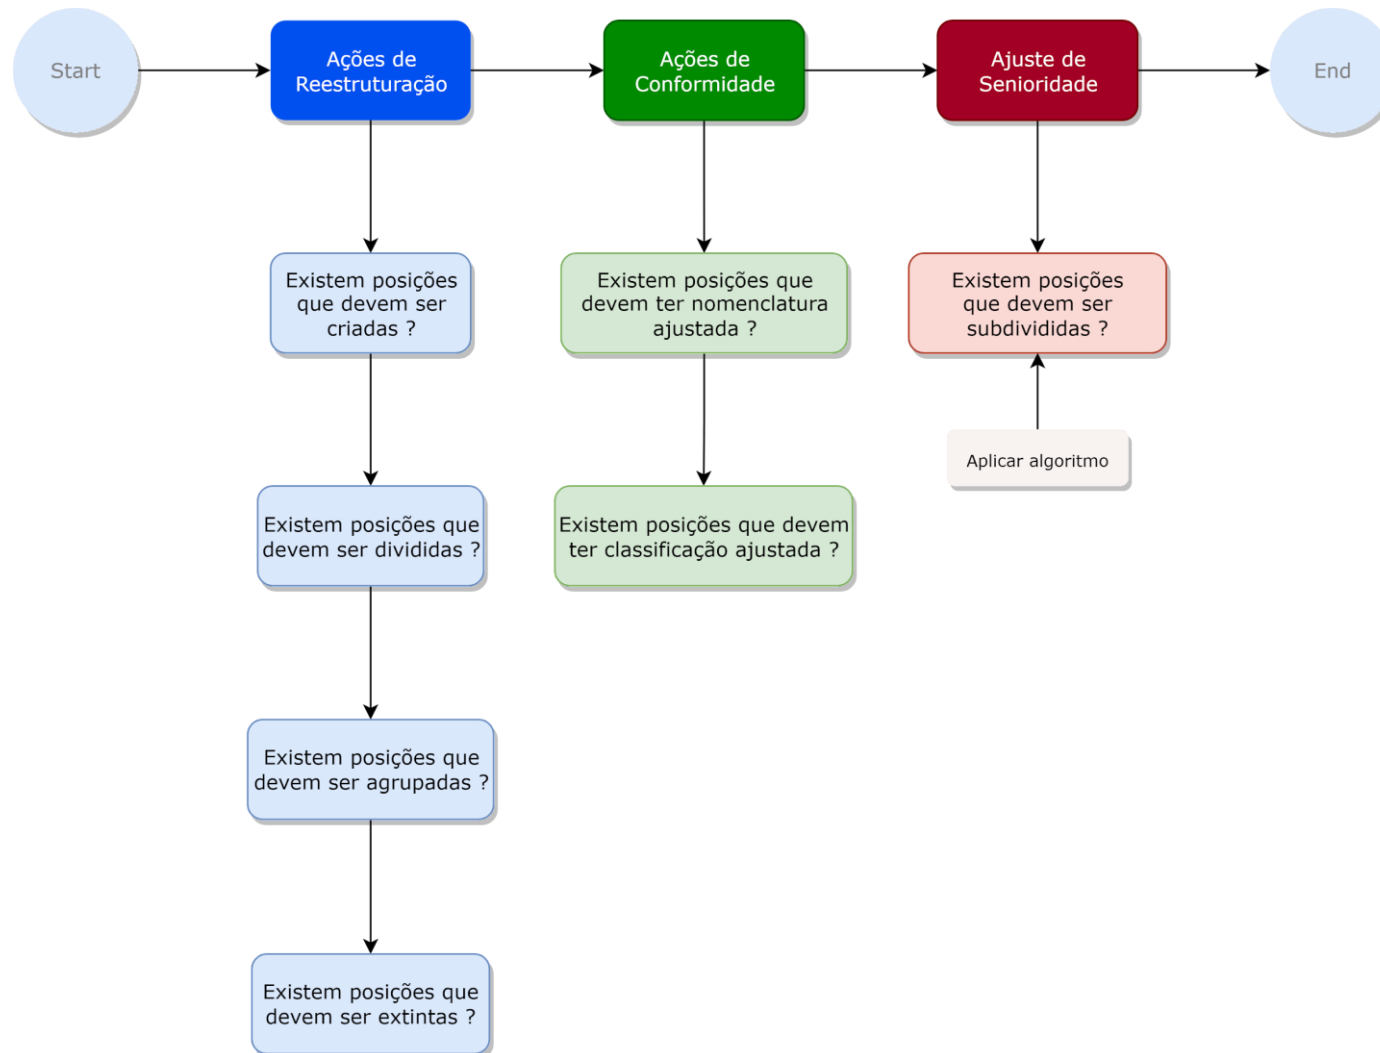 Start
Ações de
Reestruturação
Ações de
Conformidade
Ajuste de
Senioridade
End
Existem posições
que devem ser
criadas ?
Existem posições que
devem ter nomenclatura
ajustada ?
Existem posições
que devem ser
subdivididas ?
Aplicar algoritmo
Existem posições que
devem ser divididas ?
Existem posições que devem
ter classificação ajustada ?
Existem posições que
devem ser agrupadas ?
Existem posições que
devem ser extintas ?